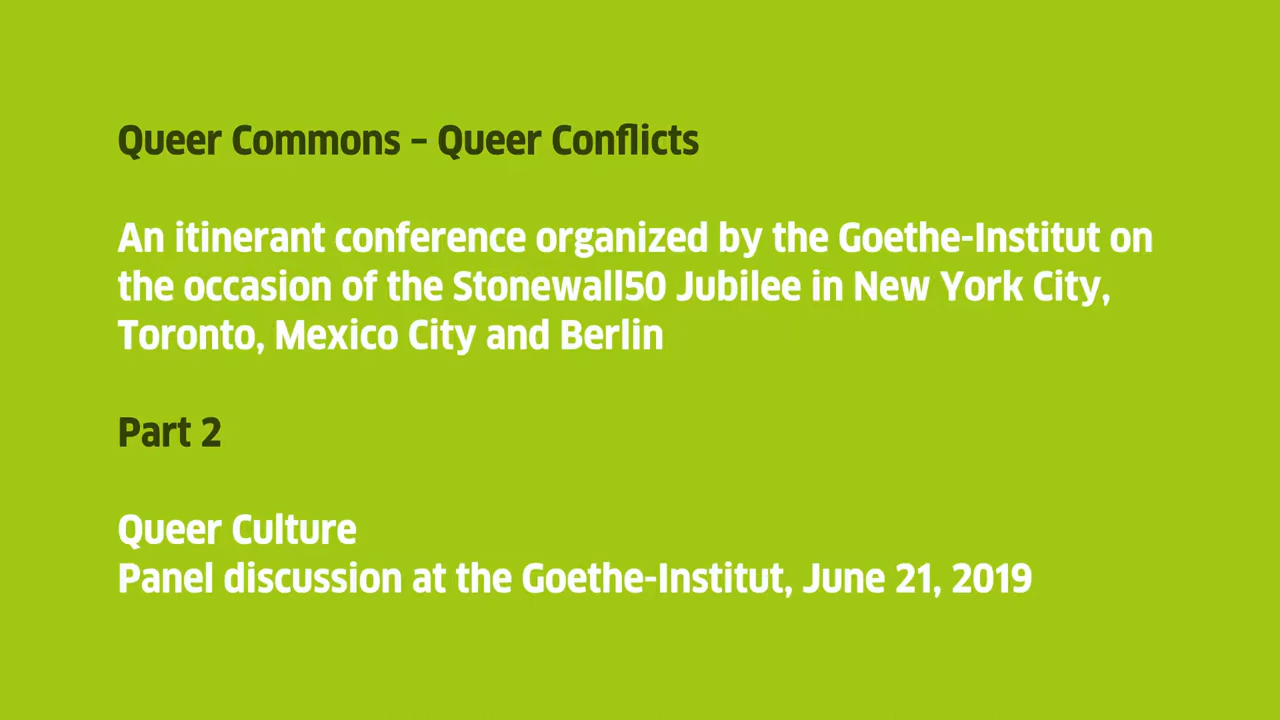 Queer Commons – Queer Conflicts
An itinerant conference organized by the Goethe-Institut on
the occasion of the Stonewall50 Jubilee in New York City,
Toronto, Mexico City and Berlin
Part 2
Queer Culture
Panel discussion at the Goethe-Institut, June 21, 2019